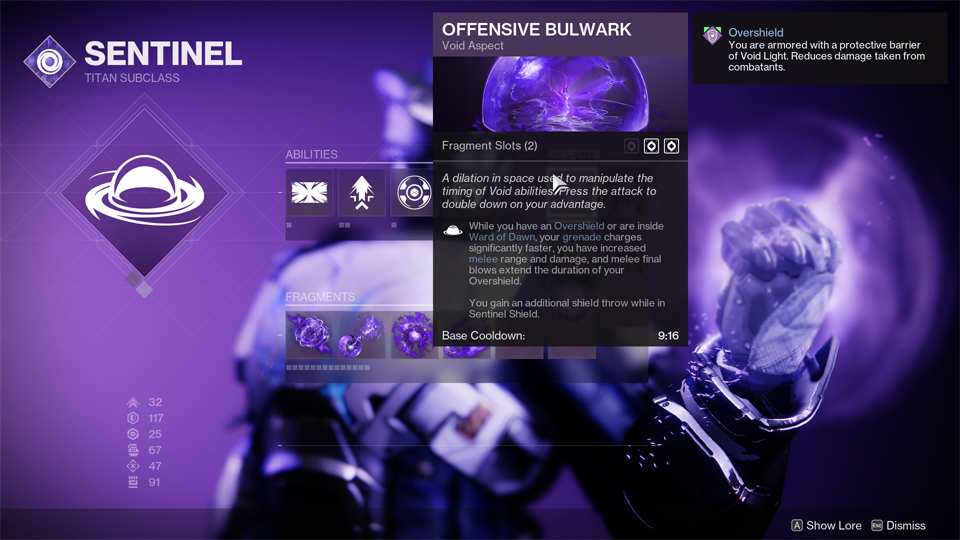 SENTINEL
TITAN SUBCLASS
ABILITIES
FRAGMENTS
32
117
25
67
47
91
OFFENSIVE BULWARK
Void Aspect
Fragment Slots (2)
A dilation in space used to manipulate the
timing of Void abilities. Press the attack to
double down on your advantage.
While you have an Overshield or are inside
Ward of Dawn, your grenade charges
significantly faster, you have increased
melee range and damage, and melee final
blows extend the duration of your
Overshield.
You gain an additional shield throw while in
Sentinel Shield.
Base Cooldown: 9:16
Overshield
You are armored with a protective barrier
of Void Light. Reduces damage taken from
combatants.
A Show Lore Esc Dismiss